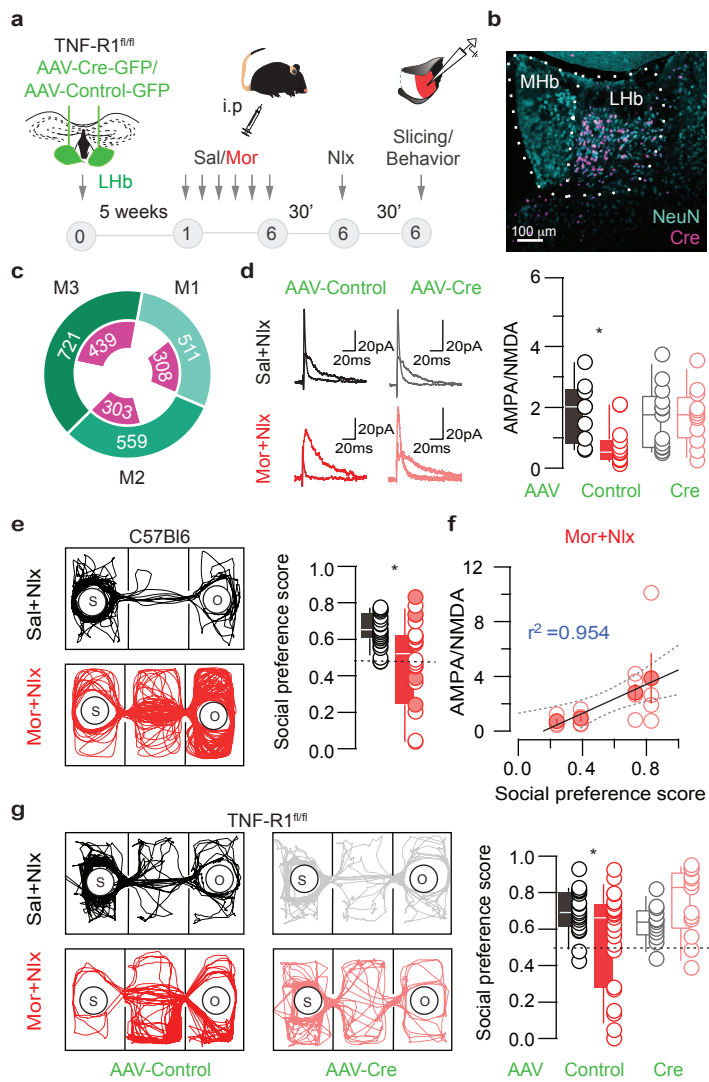 a
TNF-R1fl/fl
AAV-Cre-GFP/
AAV-Control-GFP
LHb
i.p
Sal/Mor
Nlx
Slicing/
Behavior
5 weeks
30’
30’
0
1
6
6
6
b
MHb
LHb
NeuN
Cre
100 µm
c
M3
M1
M2
721
439
511
308
303
559
d
AAV-Control
AAV-Cre
Sal+Nlx
20pA
20ms
20pA
20ms
Mor+Nlx
20pA
20ms
20pA
20ms
AMPA/NMDA
6
4
2
0
*
AAV
Control
Cre
e
C57Bl6
Sal+Nlx
S
O
Mor+Nlx
S
O
Social preference score
1.0
0.8
0.6
0.4
0.2
0.0
*
f
Mor+Nlx
AMPA/NMDA
12
8
4
0
r2 =0.954
0.0
0.4
0.8
Social preference score
g
TNF-R1fl/fl
Sal+Nlx
S
O
S
O
Mor+Nlx
S
O
S
O
AAV-Control
AAV-Cre
Social preference score
1.0
0.8
0.6
0.4
0.2
0.0
*
AAV
Control
Cre